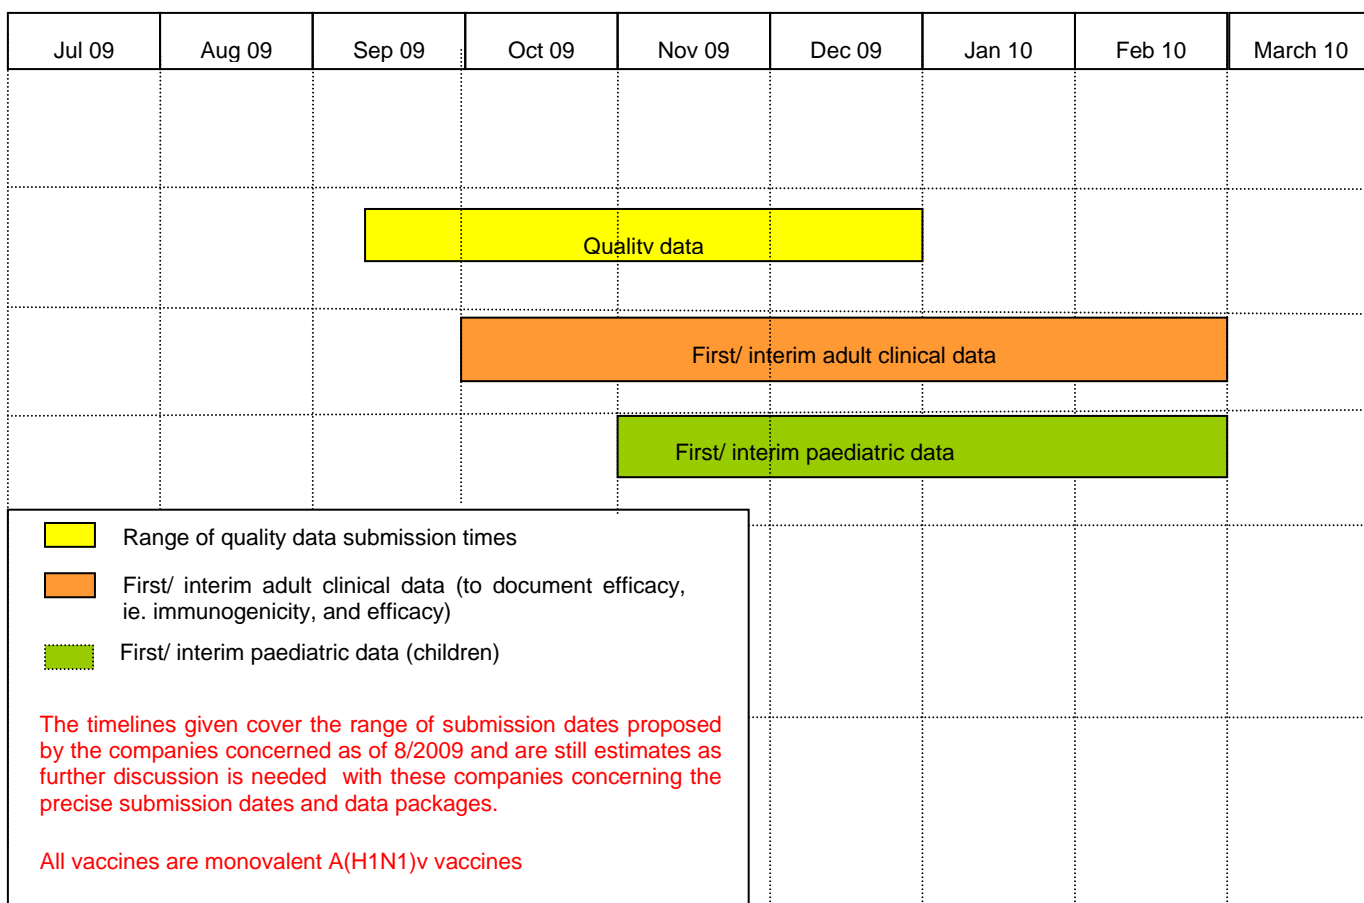 Jul 09 Aug 09 Sep 09 Oct 09 Nov 09 Dec 09 Jan 10 Feb 10 March 10
Quality data
First/ interim adult clinical data
First/ interim paediatric data
Range of quality data submission times
First/ interim adult clinical data (to document efficacy,
ie. immunogenicity, and efficacy)
First/ interim paediatric data (children)
The timelines given cover the range of submission dates proposed
by the companies concerned as of 8/2009 and are still estimates as
further discussion is needed with these companies concerning the
precise submission dates and data packages.
All vaccines are monovalent A(H1N1)v vaccines